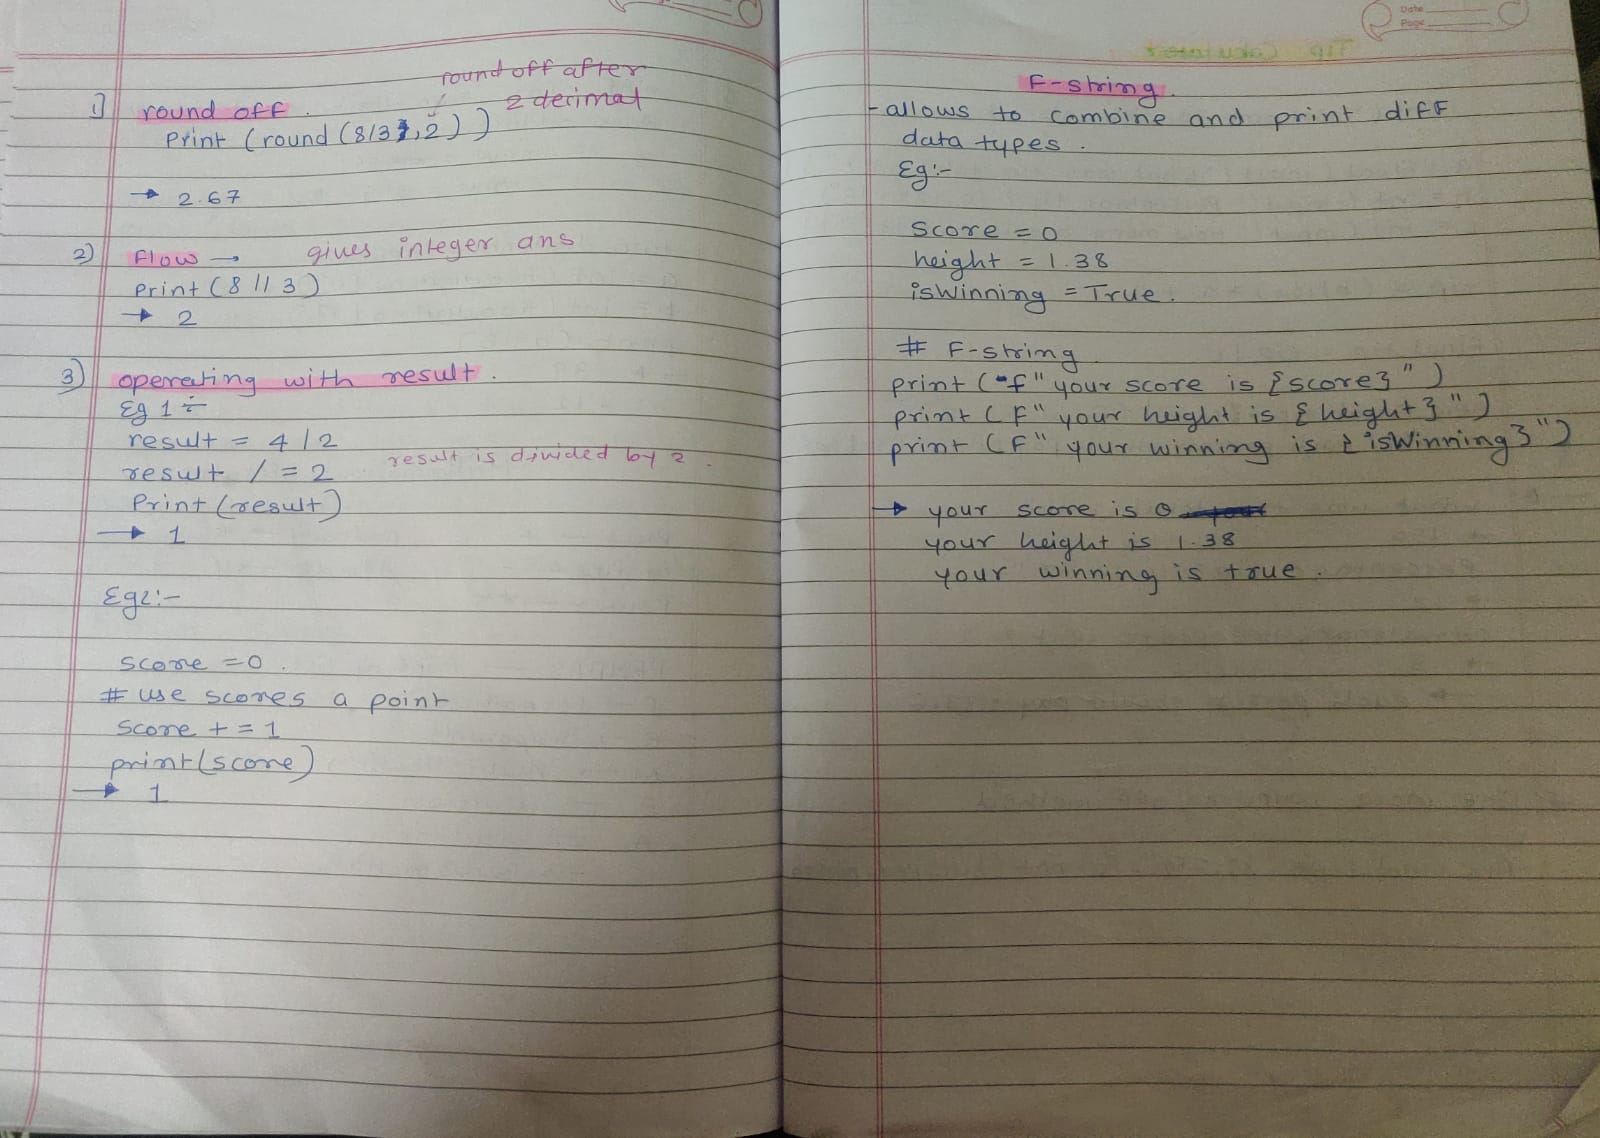 round off after
2 decimal
1) round off.
Print (round (8/3,2))
→ 2.67
2) Flow → gives integer ans
Print (8 // 3)
→ 2
3) operating with result.
Eg 1 :-
result = 4 / 2
result / = 2 result is divided by 2.
Print (result)
→ 1
Eg2:-
score = 0.
# use scores a point
score + = 1
print(score)
→ 1
Date
Page
F-string.
- allows to combine and print diff
data types.
Eg:-
Score = 0
height = 1.38
isWinning = True.
# F-string
print (f" your score is {score}")
print (F" your height is {height}")
print (F" your winning is {isWinning}")
→ your score is 0
your height is 1.38
your winning is true.